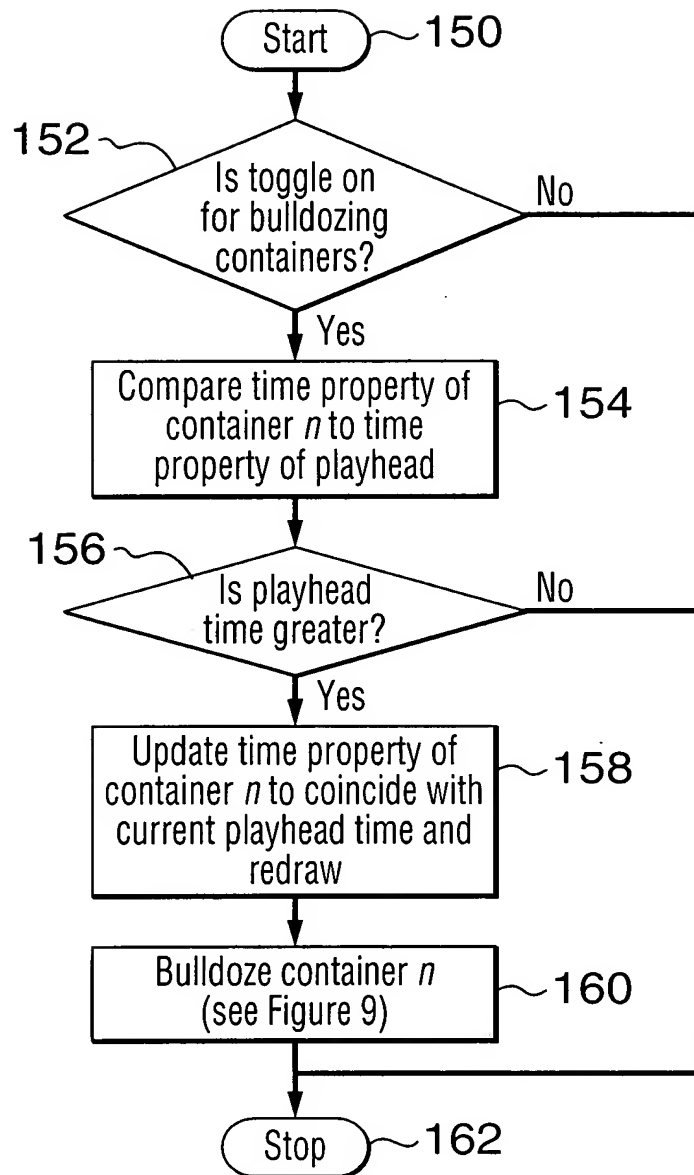 Start
150
152
Is toggle on
for bulldozing
containers?
No
Yes
Compare time property of
container n to time
property of playhead
154
156
Is playhead
time greater?
No
Yes
Update time property of
container n to coincide with
current playhead time and
redraw
158
Bulldoze container n
(see Figure 9)
160
Stop
162